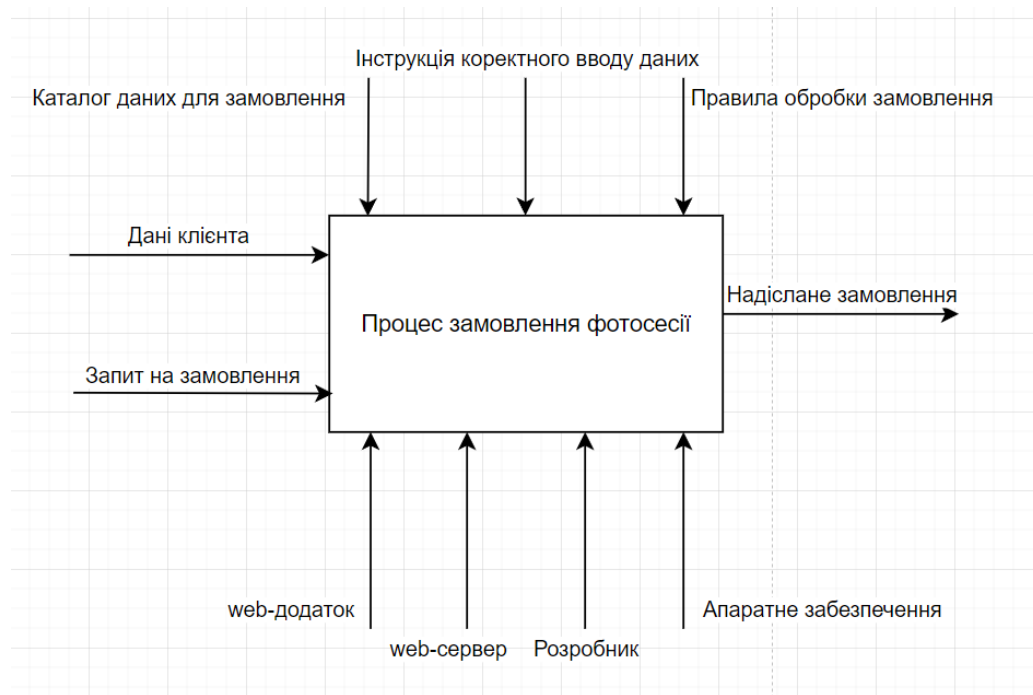 Інструкція коректного вводу даних
Каталог даних для замовлення
Правила обробки замовлення
Дані клієнта
Надіслане замовлення
Процес замовлення фотосесії
Запит на замовлення
web-додаток
Апаратне забезпечення
web-сервер
Розробник